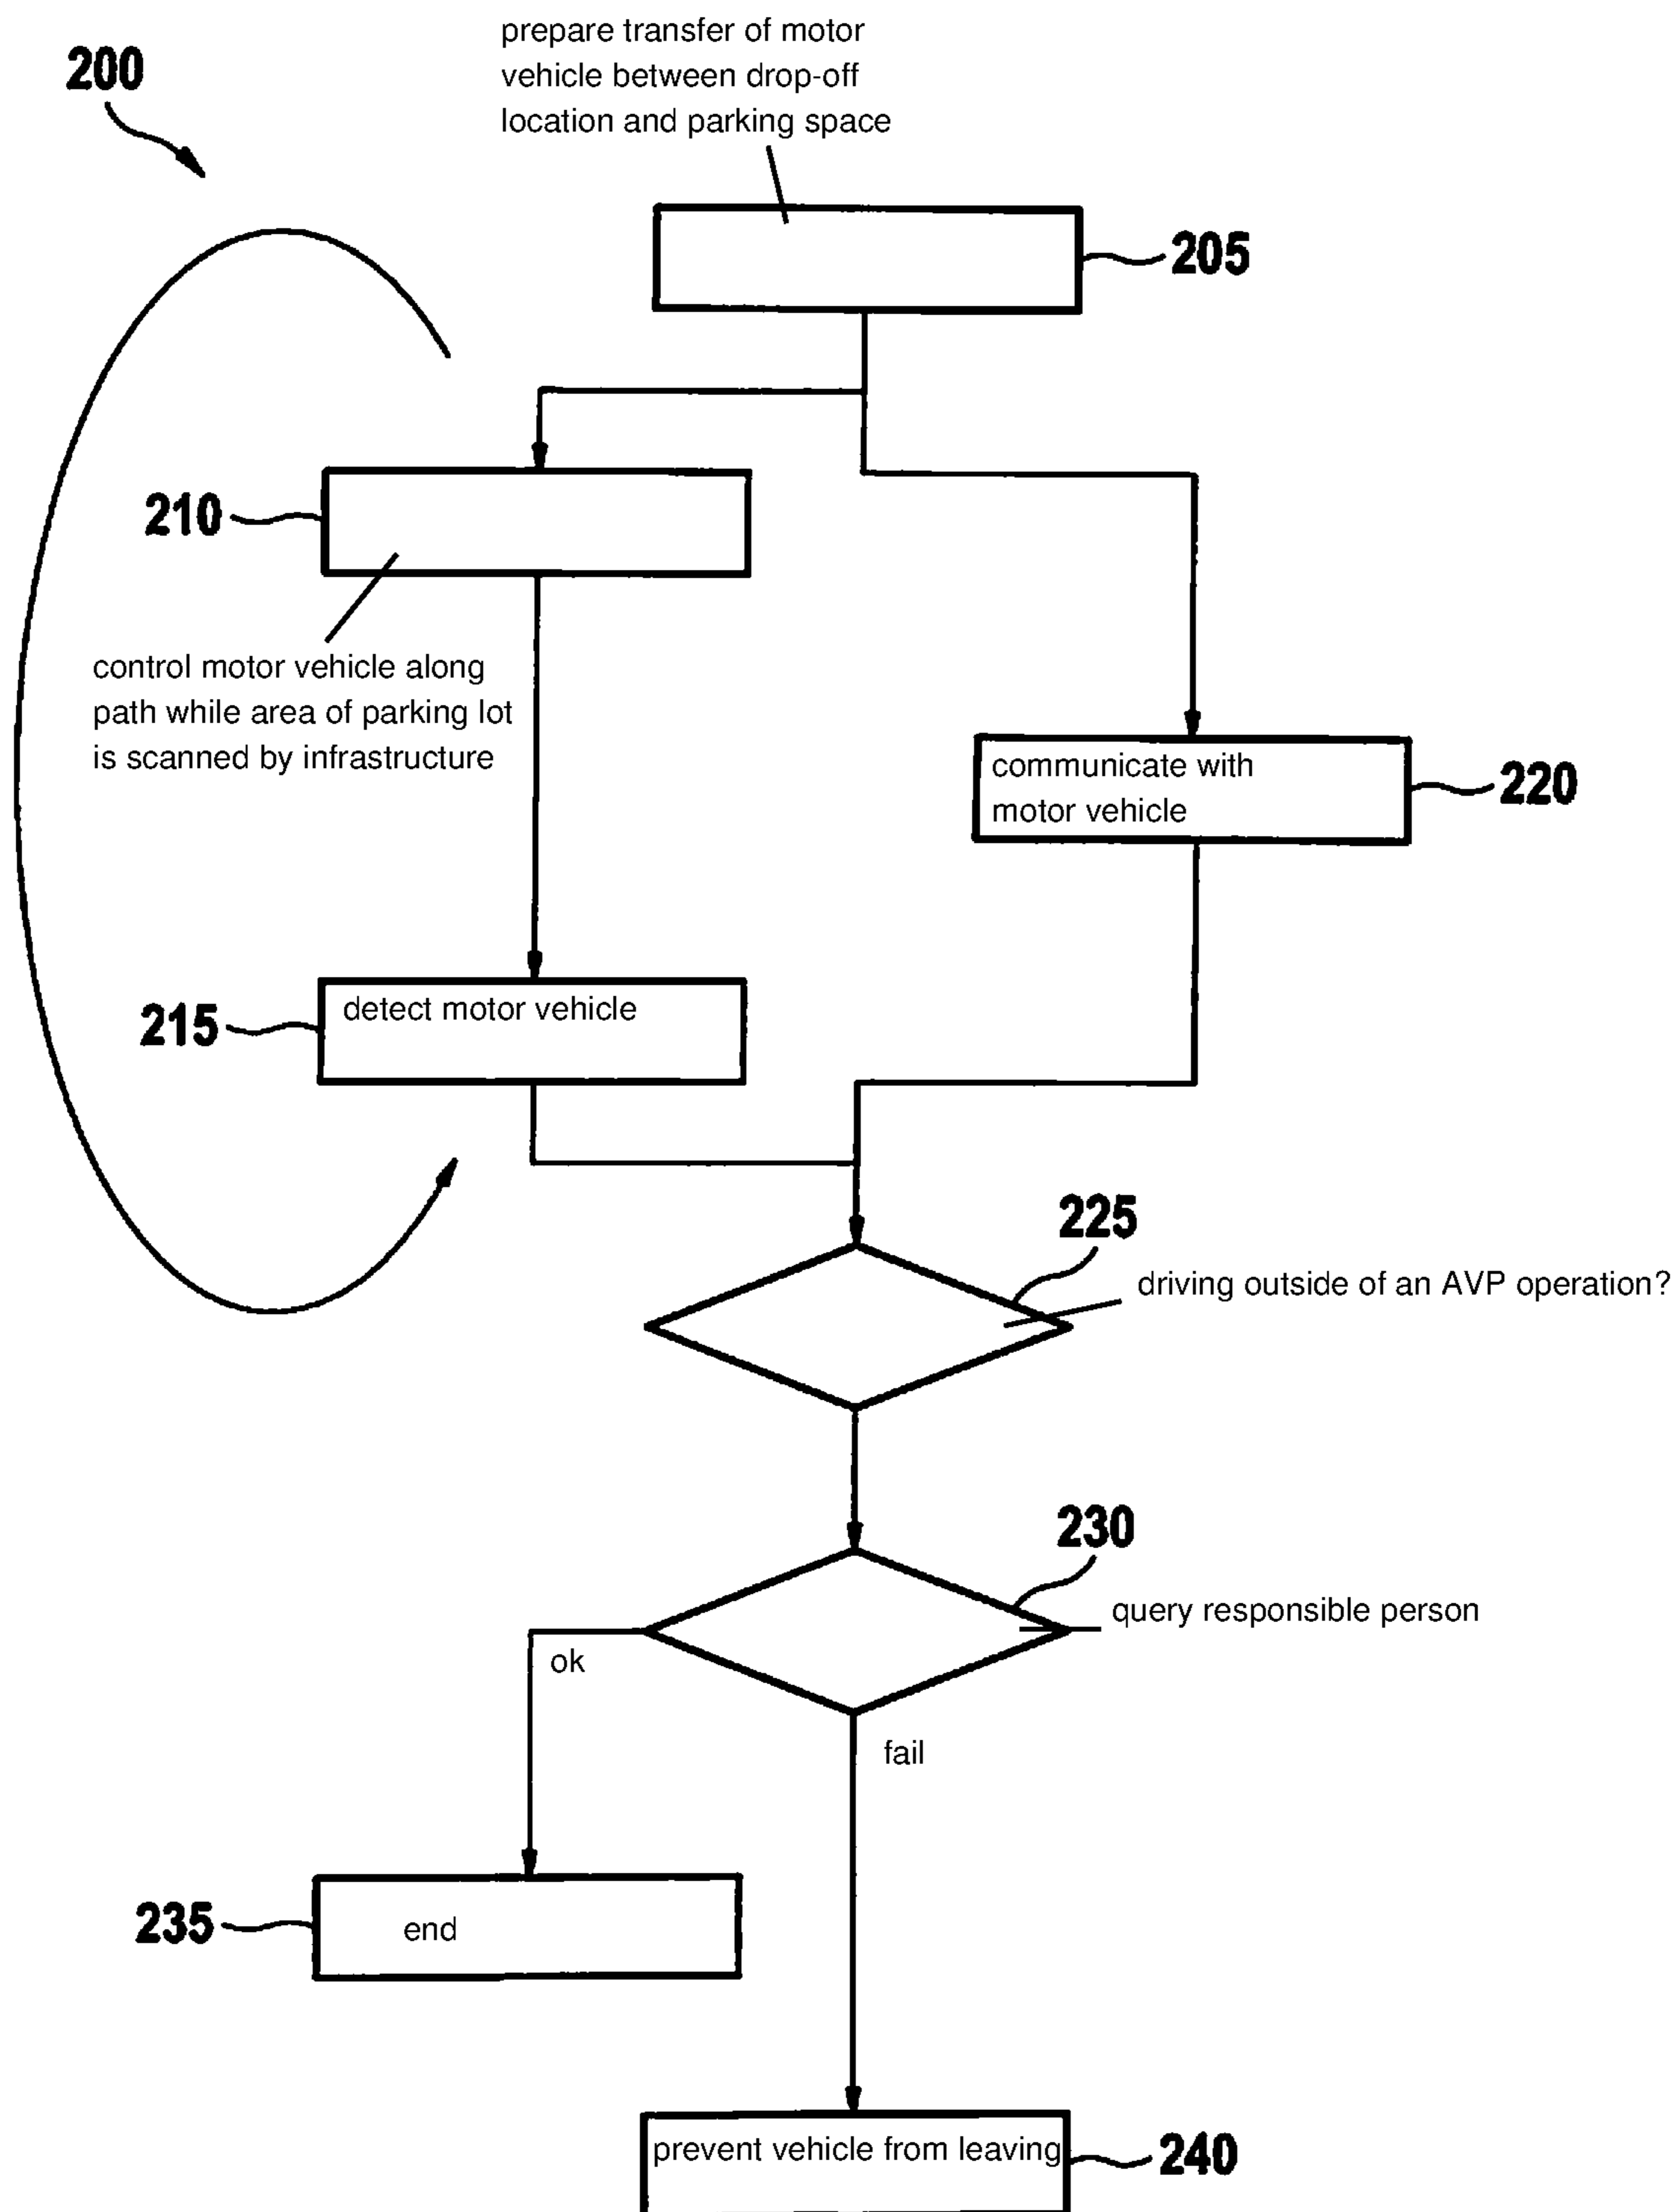 prepare transfer of motor
vehicle between drop-off
location and parking space
200
205
210
control motor vehicle along
path while area of parking lot
is scanned by infrastructure
communicate with
motor vehicle
220
215
detect motor vehicle
225
driving outside of an AVP operation?
230
query responsible person
ok
fail
235
end
prevent vehicle from leaving
240